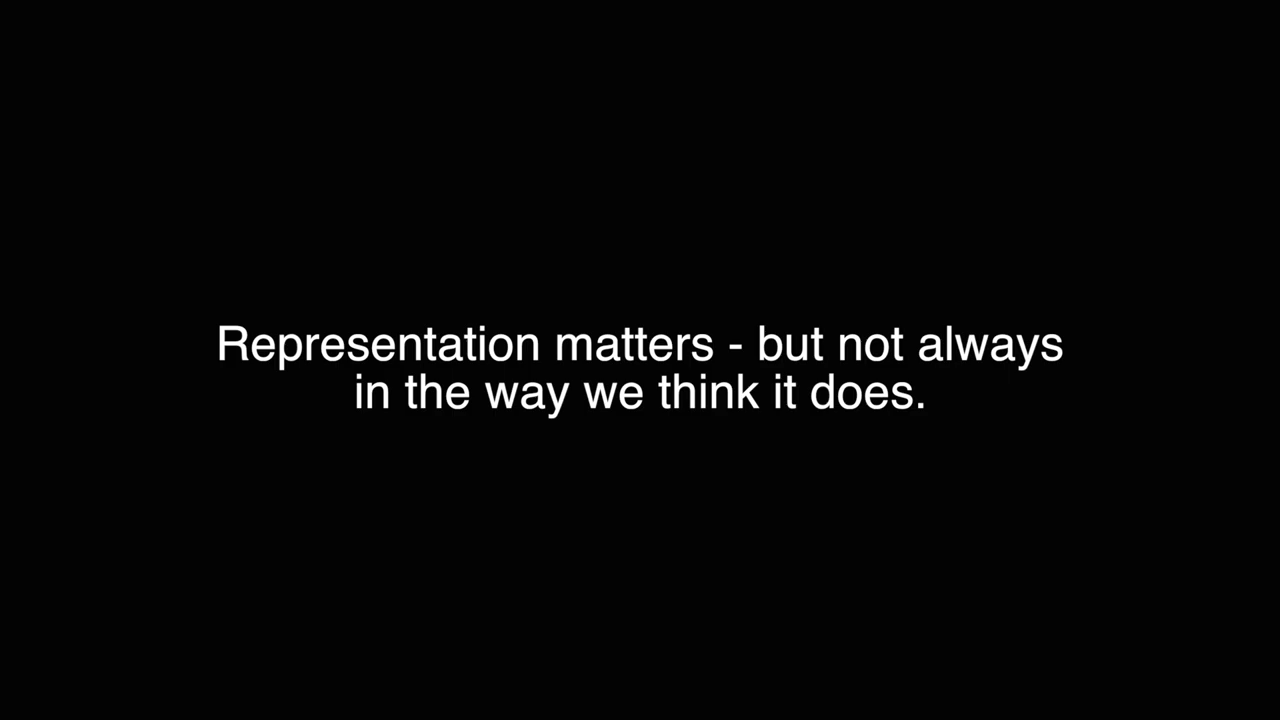 Representation matters - but not always
in the way we think it does.